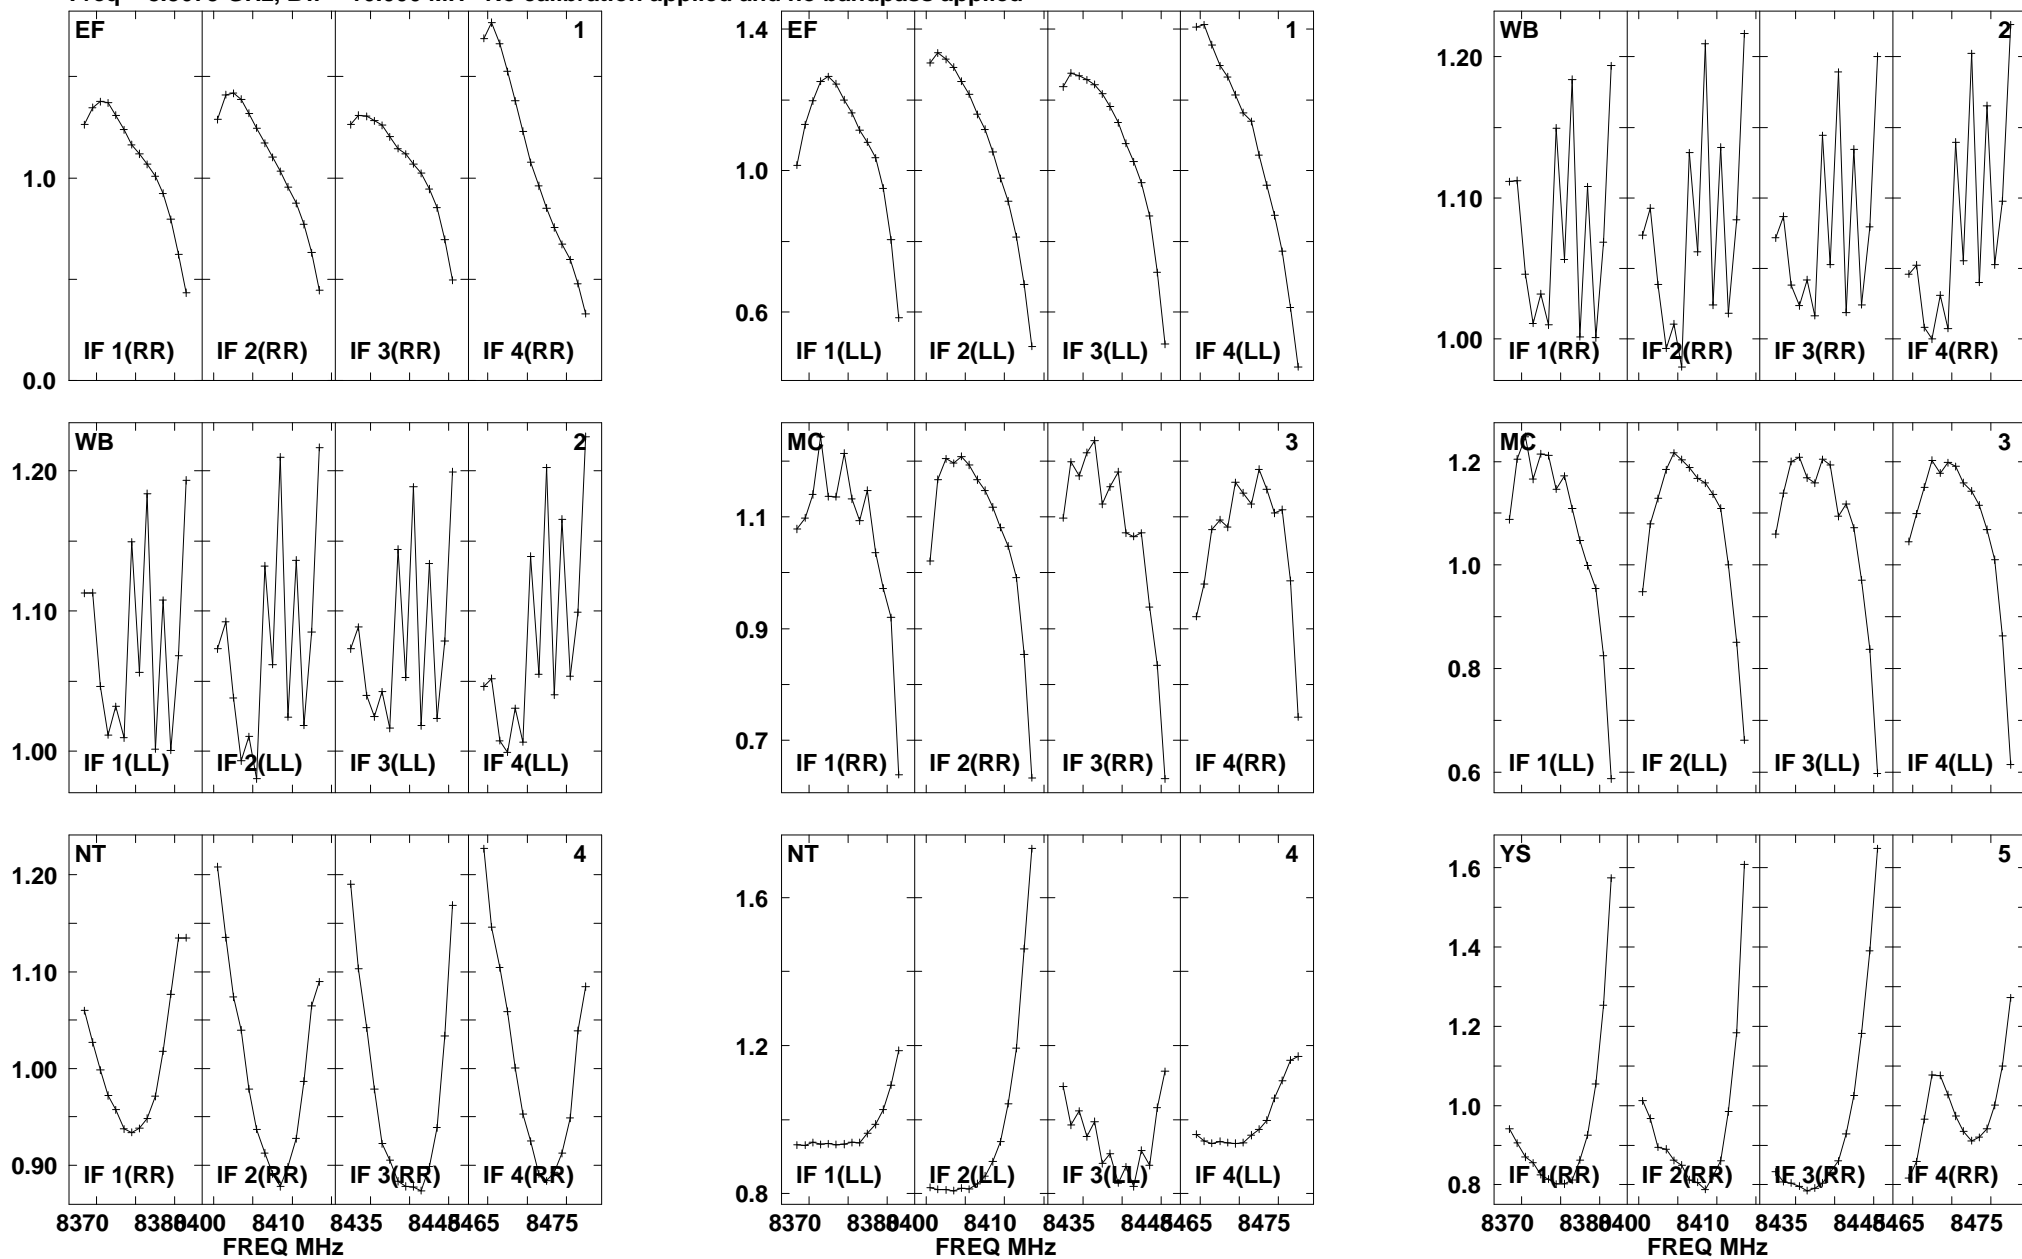 EF 1
1.0
0.0
IF 1(RR) IF 2(RR) IF 3(RR) IF 4(RR)
EF 1
1.4
1.0
0.6
IF 1(LL) IF 2(LL) IF 3(LL) IF 4(LL)
WB 2
1.20
1.10
1.00
IF 1(RR) IF 2(RR) IF 3(RR) IF 4(RR)
WB 2
1.20
1.10
1.00
IF 1(LL) IF 2(LL) IF 3(LL) IF 4(LL)
MC 3
1.1
0.9
0.7
IF 1(RR) IF 2(RR) IF 3(RR) IF 4(RR)
MC 3
1.2
1.0
0.8
0.6
IF 1(LL) IF 2(LL) IF 3(LL) IF 4(LL)
NT 4
1.20
1.10
1.00
0.90
IF 1(RR) IF 2(RR) IF 3(RR) IF 4(RR)
8370 8400 8410 8435 8465 8475
FREQ MHz
NT 4
1.6
1.2
0.8
IF 1(LL) IF 2(LL) IF 3(LL) IF 4(LL)
8370 8400 8410 8435 8465 8475
FREQ MHz
YS 5
1.6
1.4
1.2
1.0
0.8
IF 1(RR) IF 2(RR) IF 3(RR) IF 4(RR)
8370 8400 8410 8435 8465 8475
FREQ MHz